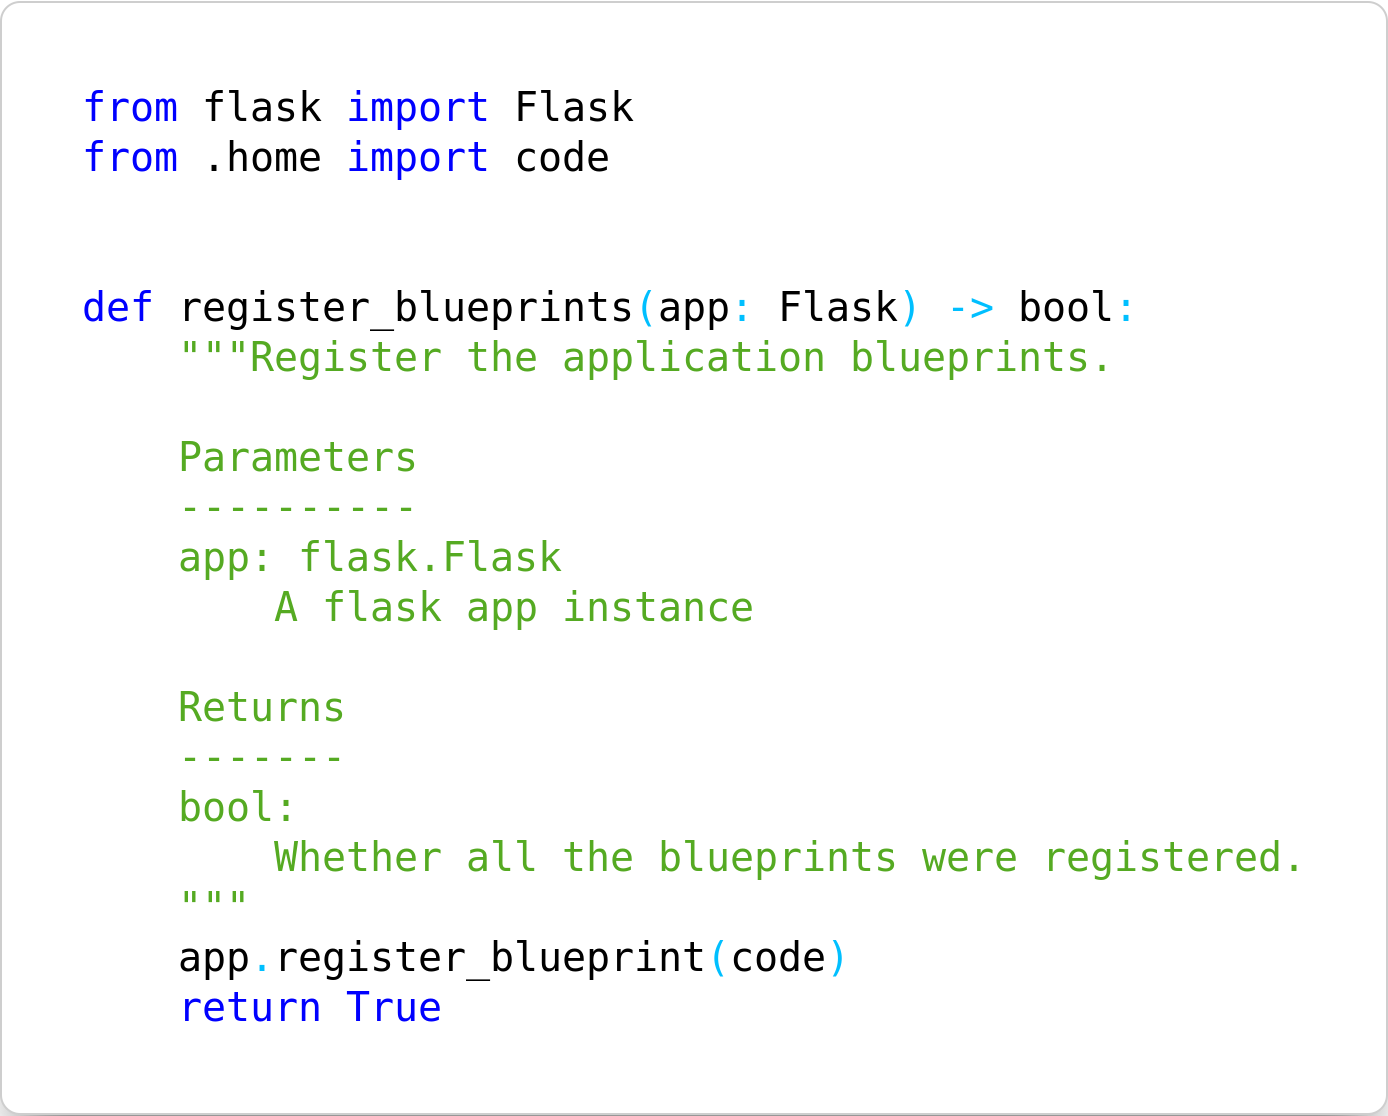 from flask import Flask
from .home import code


def register_blueprints(app: Flask) -> bool:
    """Register the application blueprints.

    Parameters
    ----------
    app: flask.Flask
        A flask app instance

    Returns
    -------
    bool:
        Whether all the blueprints were registered.
    """
    app.register_blueprint(code)
    return True